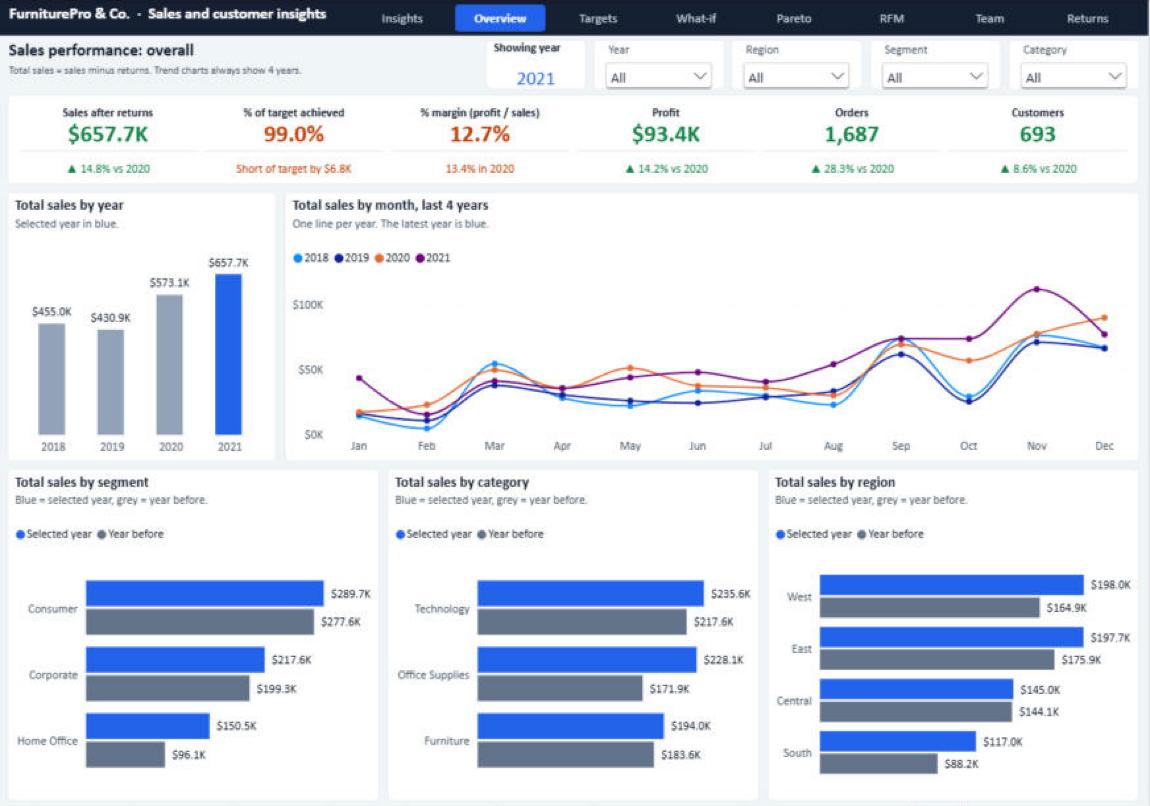 FurniturePro & Co. · Sales and customer insights
Insights
Overview
Targets
What-if
Pareto
RFM
Team
Returns
Sales performance: overall
Total sales = sales minus returns. Trend charts always show 4 years.
Showing year
2021
Year
All
Region
All
Segment
All
Category
All
Sales after returns
$657.7K
▲ 14.8% vs 2020
% of target achieved
99.0%
Short of target by $6.8K
% margin (profit / sales)
12.7%
13.4% in 2020
Profit
$93.4K
▲ 14.2% vs 2020
Orders
1,687
▲ 28.3% vs 2020
Customers
693
▲ 8.6% vs 2020
Total sales by year
Selected year in blue.
$455.0K
$430.9K
$573.1K
$657.7K
2018
2019
2020
2021
Total sales by month, last 4 years
One line per year. The latest year is blue.
2018 2019 2020 2021
$100K
$50K
$0K
Jan Feb Mar Apr May Jun Jul Aug Sep Oct Nov Dec
Total sales by segment
Blue = selected year, grey = year before.
Selected year Year before
Consumer
$289.7K
$277.6K
Corporate
$217.6K
$199.3K
Home Office
$150.5K
$96.1K
Total sales by category
Blue = selected year, grey = year before.
Selected year Year before
Technology
$235.6K
$217.6K
Office Supplies
$228.1K
$171.9K
Furniture
$194.0K
$183.6K
Total sales by region
Blue = selected year, grey = year before.
Selected year Year before
West
$198.0K
$164.9K
East
$197.7K
$175.9K
Central
$145.0K
$144.1K
South
$117.0K
$88.2K